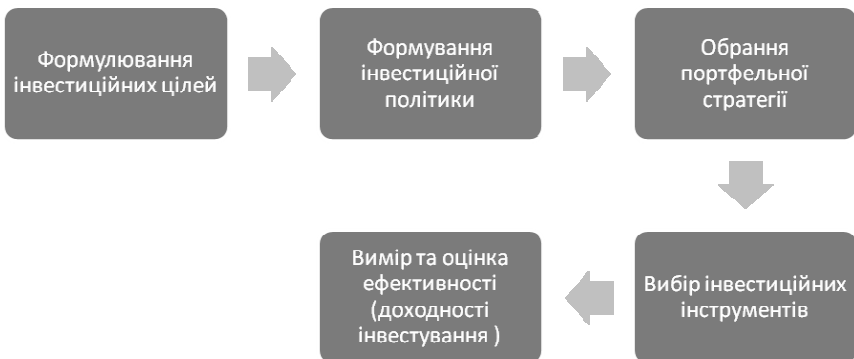 Формулювання
інвестиційних цілей
Формування
інвестиційної
політики
Обрання
портфельної
стратегії
Вибір інвестиційних
інструментів
Вимір та оцінка
ефективності
(доходності
інвестування )